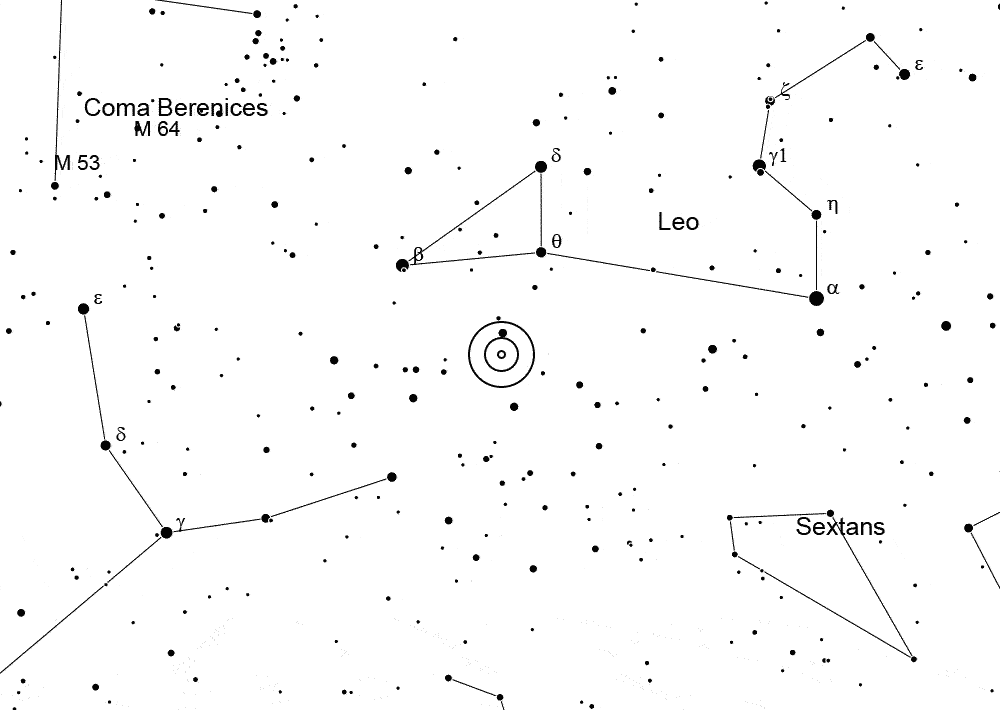 ε
ζ
Coma Berenices
M 64
M 53
δ
γ1
η
Leo
θ
β
α
ε
δ
γ
Sextans